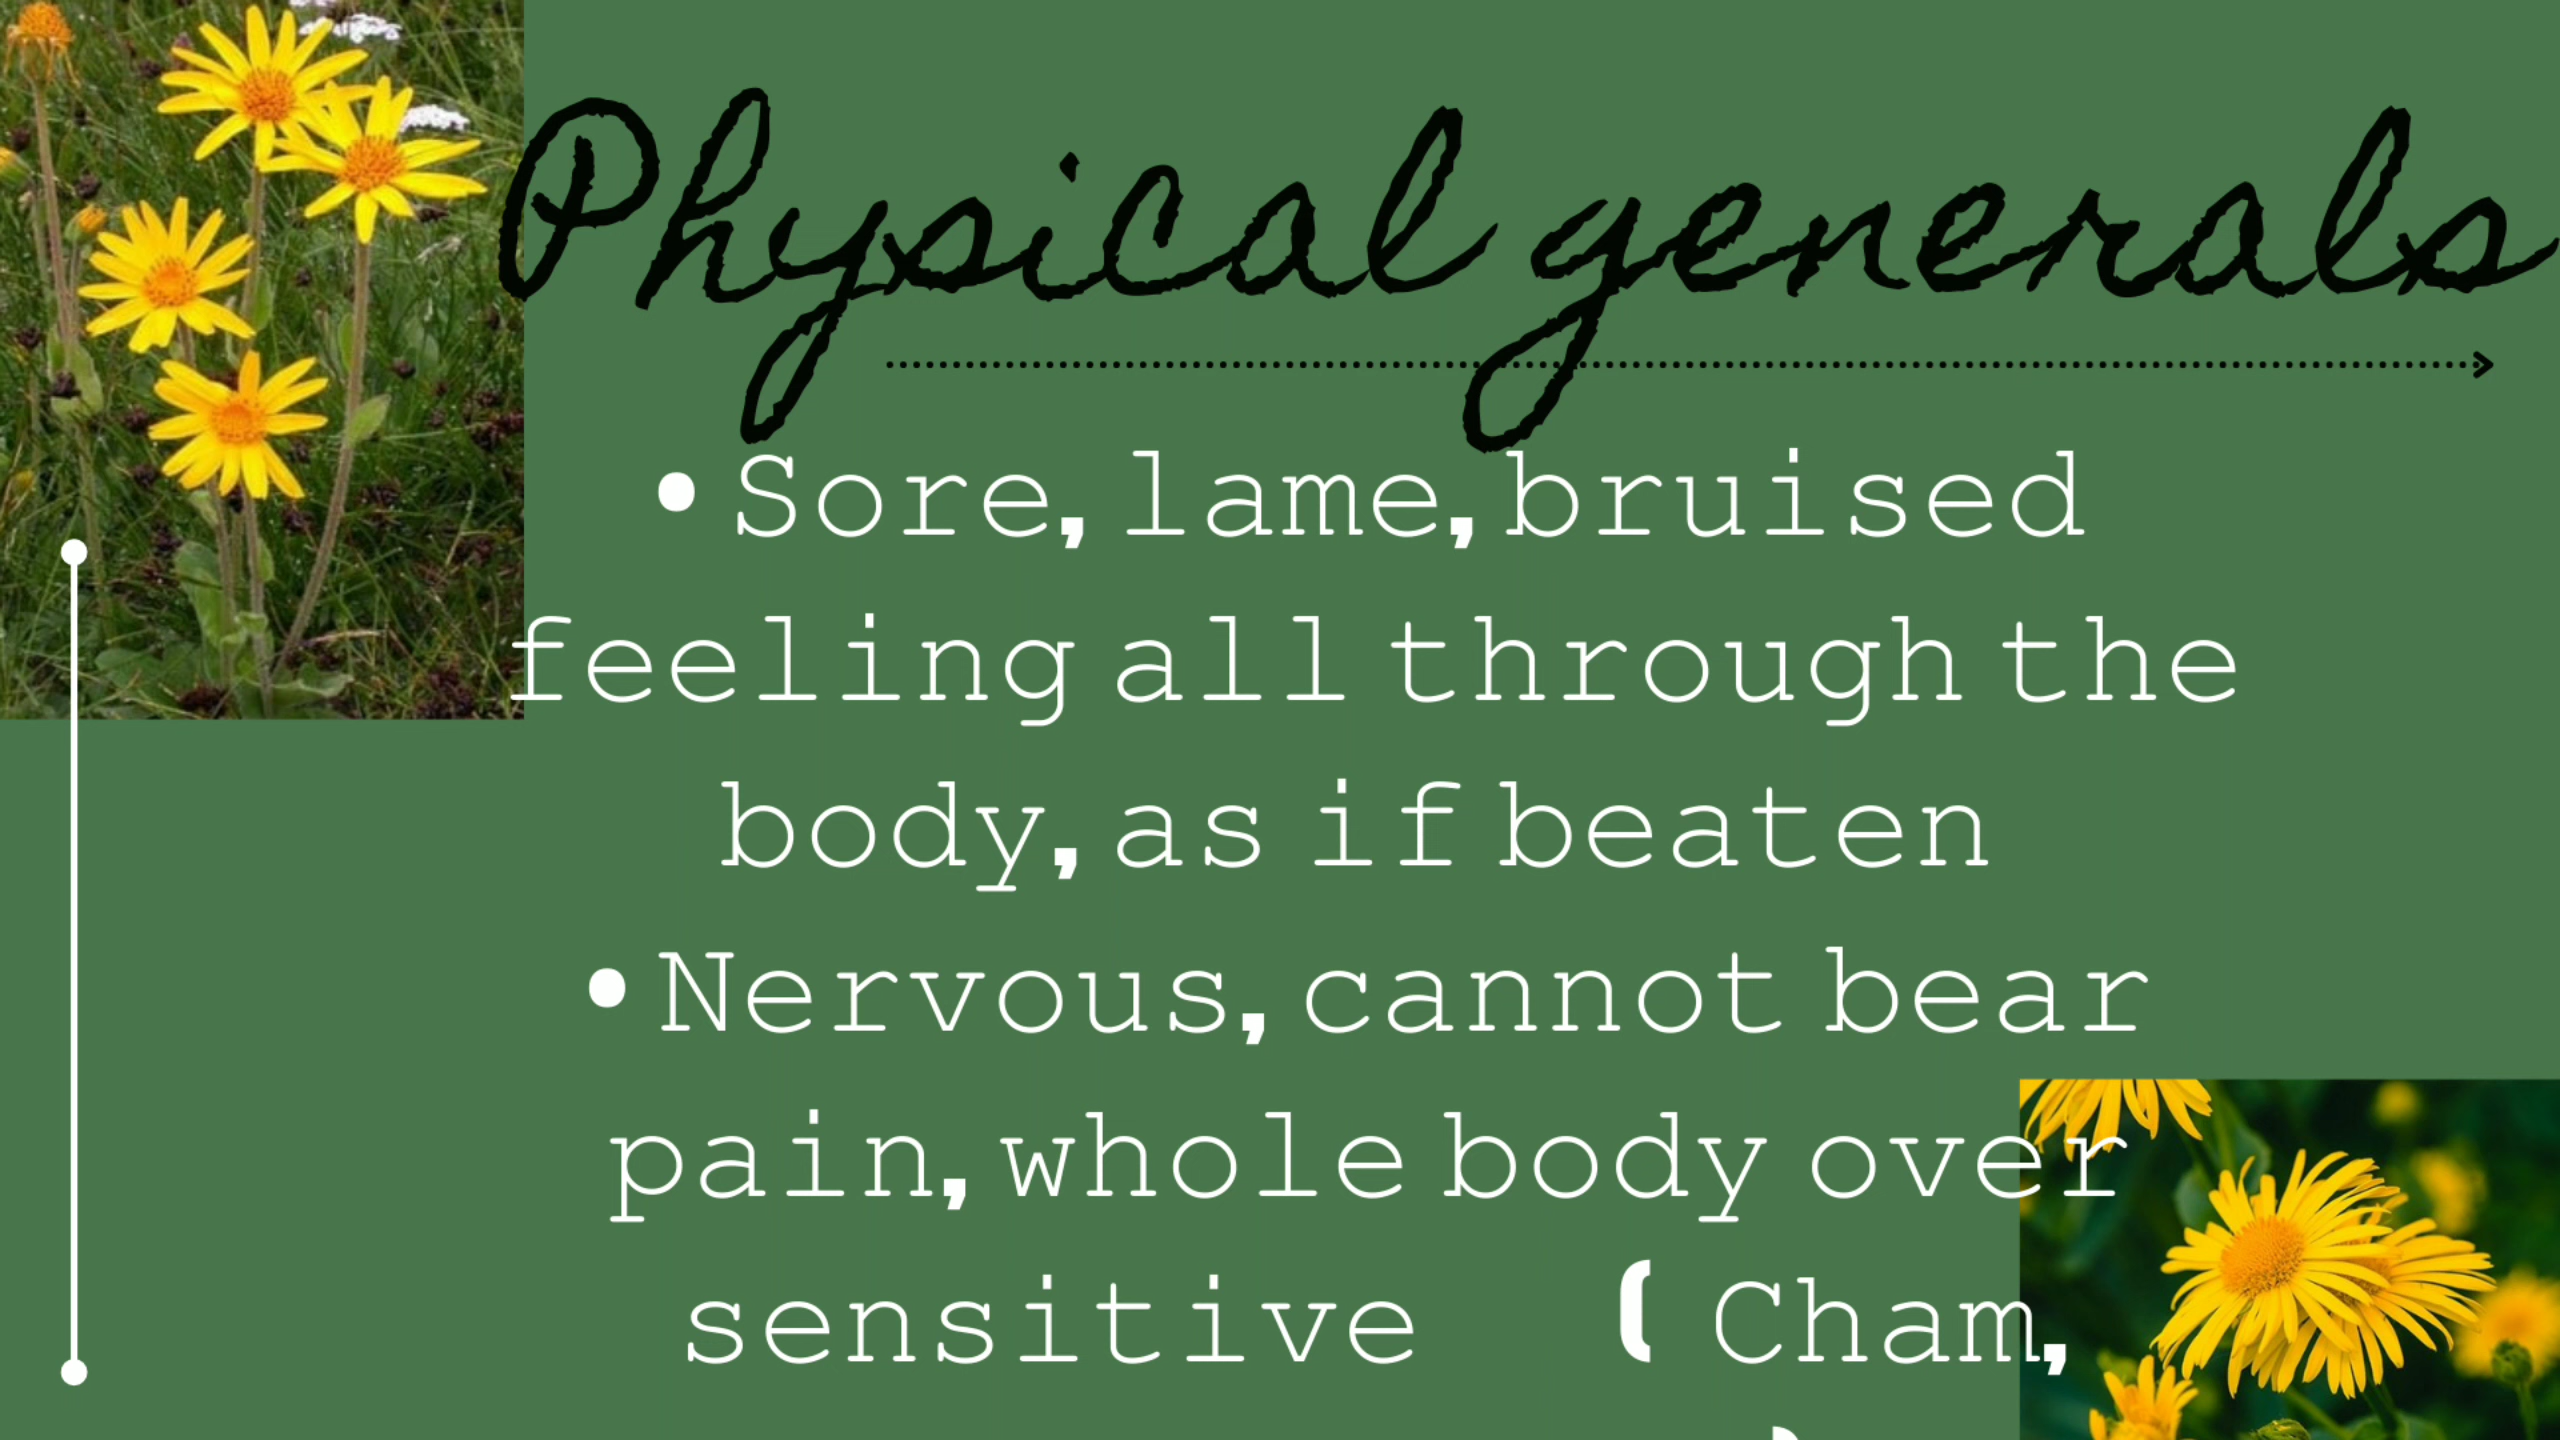 Physical generals
• Sore, lame, bruised
feeling all through the
body, as if beaten
• Nervous, cannot bear
pain, whole body over
sensitive ( Cham,